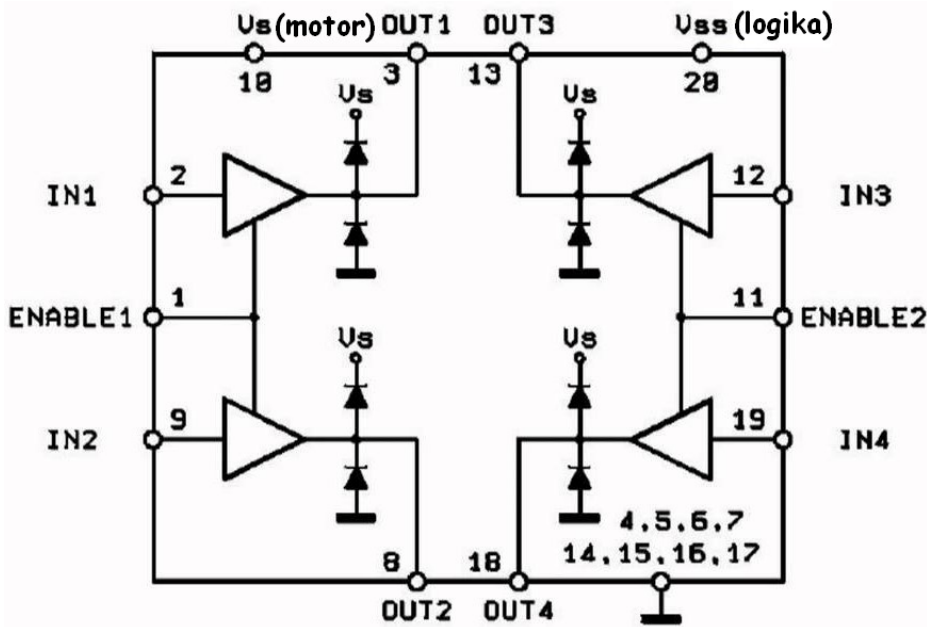 Vs (motor) OUT1 OUT3 Vss (logika)
10 3 13 20
Vs Vs
2 12
IN1 IN3
1 11
ENABLE1 ENABLE2
Vs Vs
9 19
IN2 IN4
4,5,6,7
8 18 14,15,16,17
OUT2 OUT4